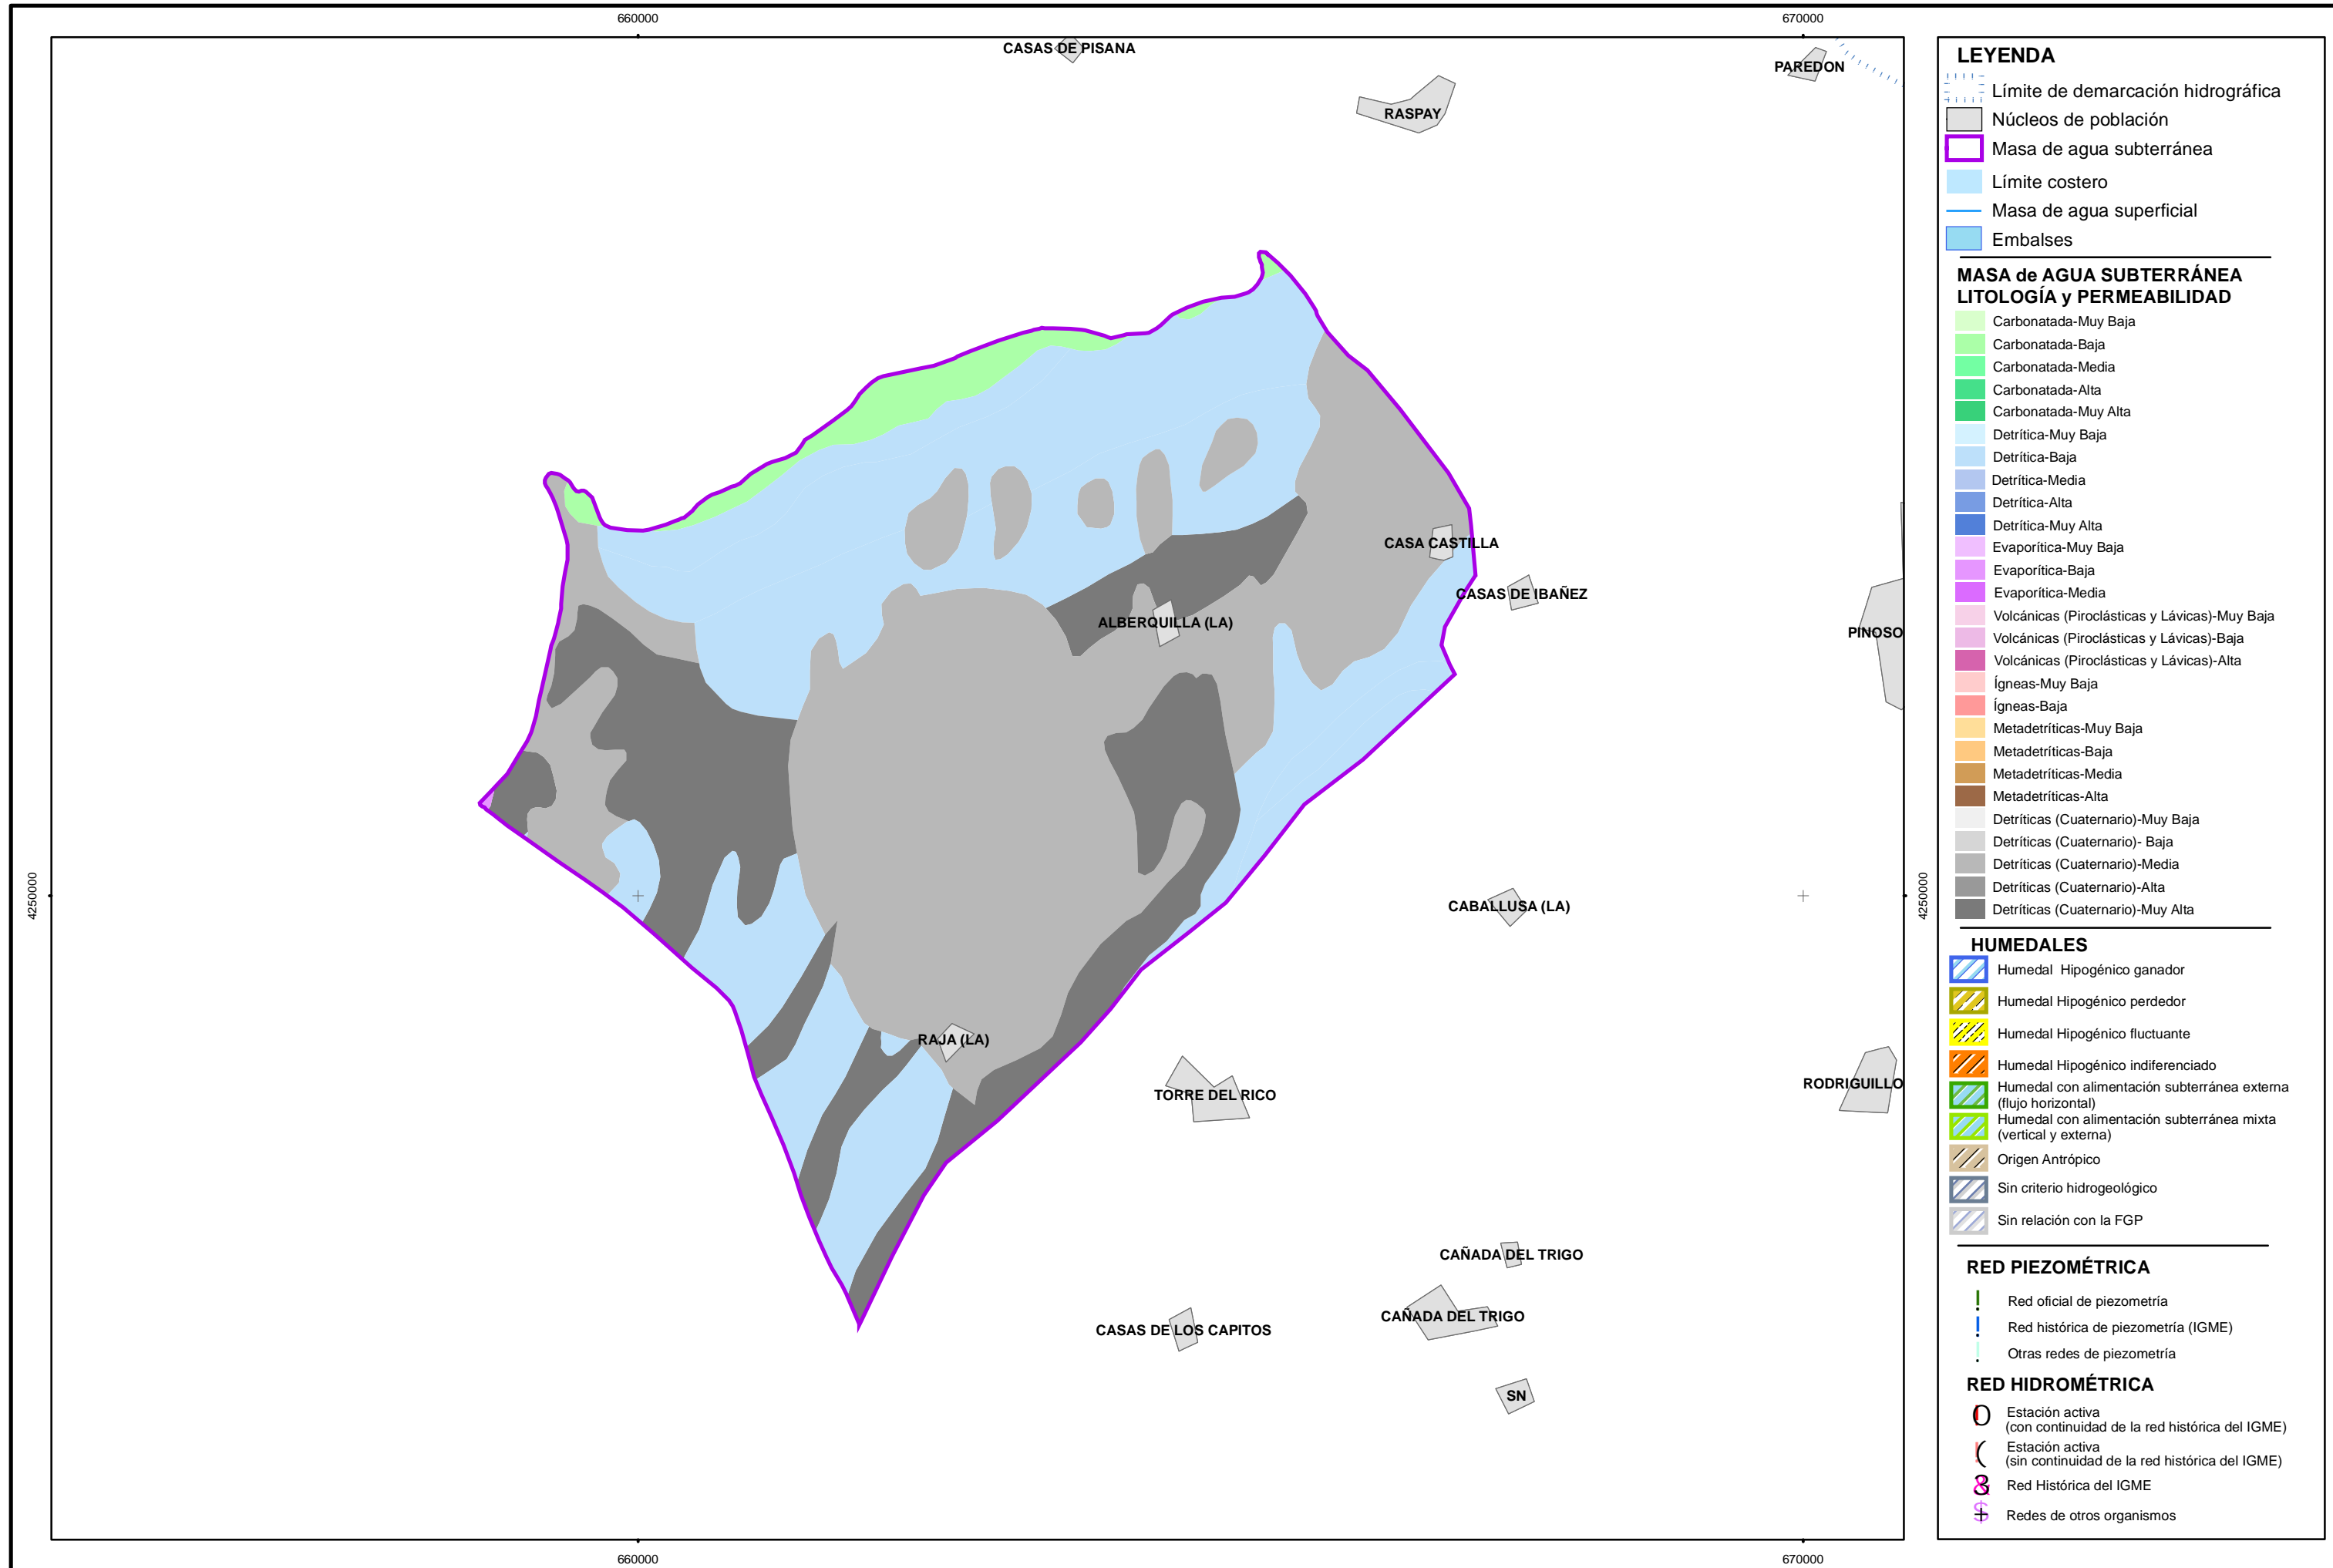 660000
670000
CASAS DE PISANA
PAREDON
RASPAY
CASA CASTILLA
CASAS DE IBAÑEZ
ALBERQUILLA (LA)
PINOSO
4250000
4250000
CABALLUSA (LA)
RAJA (LA)
TORRE DEL RICO
RODRIGUILLO
CAÑADA DEL TRIGO
CAÑADA DEL TRIGO
CASAS DE LOS CAPITOS
SN
660000
670000
LEYENDA
Límite de demarcación hidrográfica
Núcleos de población
Masa de agua subterránea
Límite costero
Masa de agua superficial
Embalses
MASA de AGUA SUBTERRÁNEA
LITOLOGÍA y PERMEABILIDAD
Carbonatada-Muy Baja
Carbonatada-Baja
Carbonatada-Media
Carbonatada-Alta
Carbonatada-Muy Alta
Detrítica-Muy Baja
Detrítica-Baja
Detrítica-Media
Detrítica-Alta
Detrítica-Muy Alta
Evaporítica-Muy Baja
Evaporítica-Baja
Evaporítica-Media
Volcánicas (Piroclásticas y Lávicas)-Muy Baja
Volcánicas (Piroclásticas y Lávicas)-Baja
Volcánicas (Piroclásticas y Lávicas)-Alta
Ígneas-Muy Baja
Ígneas-Baja
Metadetríticas-Muy Baja
Metadetríticas-Baja
Metadetríticas-Media
Metadetríticas-Alta
Detríticas (Cuaternario)-Muy Baja
Detríticas (Cuaternario)- Baja
Detríticas (Cuaternario)-Media
Detríticas (Cuaternario)-Alta
Detríticas (Cuaternario)-Muy Alta
HUMEDALES
Humedal Hipogénico ganador
Humedal Hipogénico perdedor
Humedal Hipogénico fluctuante
Humedal Hipogénico indiferenciado
Humedal con alimentación subterránea externa
(flujo horizontal)
Humedal con alimentación subterránea mixta
(vertical y externa)
Origen Antrópico
Sin criterio hidrogeológico
Sin relación con la FGP
RED PIEZOMÉTRICA
Red oficial de piezometría
Red histórica de piezometría (IGME)
Otras redes de piezometría
RED HIDROMÉTRICA
Estación activa
(con continuidad de la red histórica del IGME)
Estación activa
(sin continuidad de la red histórica del IGME)
Red Histórica del IGME
Redes de otros organismos